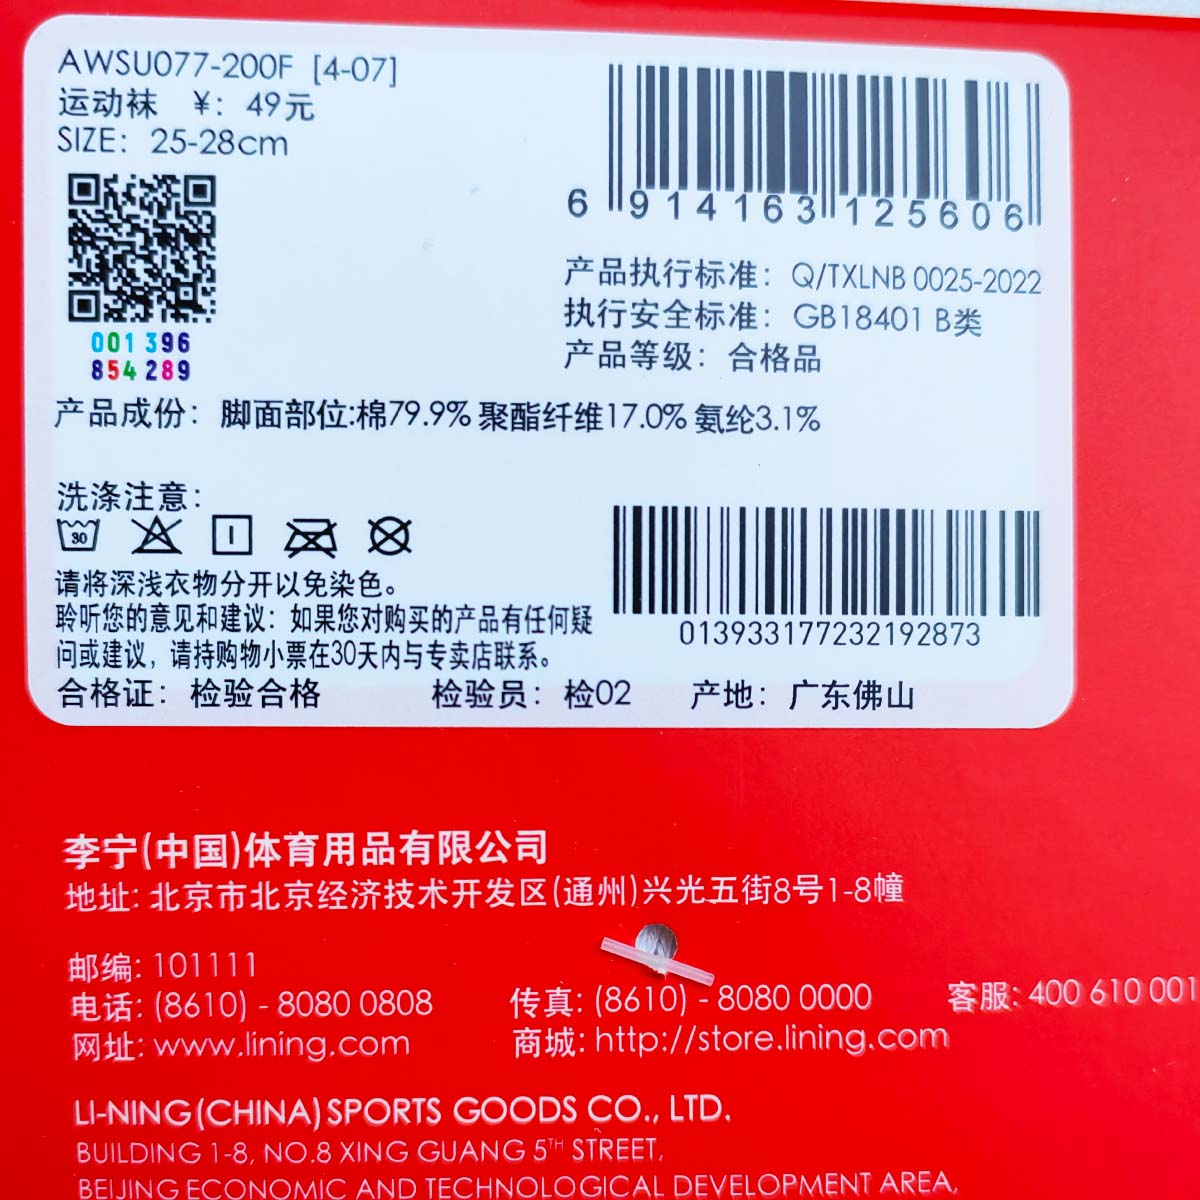 AWSU077-200F [4-07]
运动袜 ￥: 49元
SIZE: 25-28cm
001 396
854 289
6 914163 125606
产品执行标准: Q/TXLNB 0025-2022
执行安全标准: GB18401 B类
产品等级: 合格品
产品成份: 脚面部位:棉79.9% 聚酯纤维17.0% 氨纶3.1%
洗涤注意:
30
请将深浅衣物分开以免染色。
聆听您的意见和建议: 如果您对购买的产品有任何疑
问或建议, 请持购物小票在30天内与专卖店联系。
013933177232192873
合格证: 检验合格 检验员: 检02 产地: 广东佛山
李宁(中国)体育用品有限公司
地址: 北京市北京经济技术开发区(通州)兴光五街8号1-8幢
邮编: 101111
电话: (8610) - 8080 0808 传真: (8610) - 8080 0000 客服: 400 610 001
网址: www.lining.com 商城: http://store.lining.com
LI-NING(CHINA) SPORTS GOODS CO., LTD.
BUILDING 1-8, NO.8 XING GUANG 5TH STREET,
BEIJING ECONOMIC AND TECHNOLOGICAL DEVELOPMENT AREA,